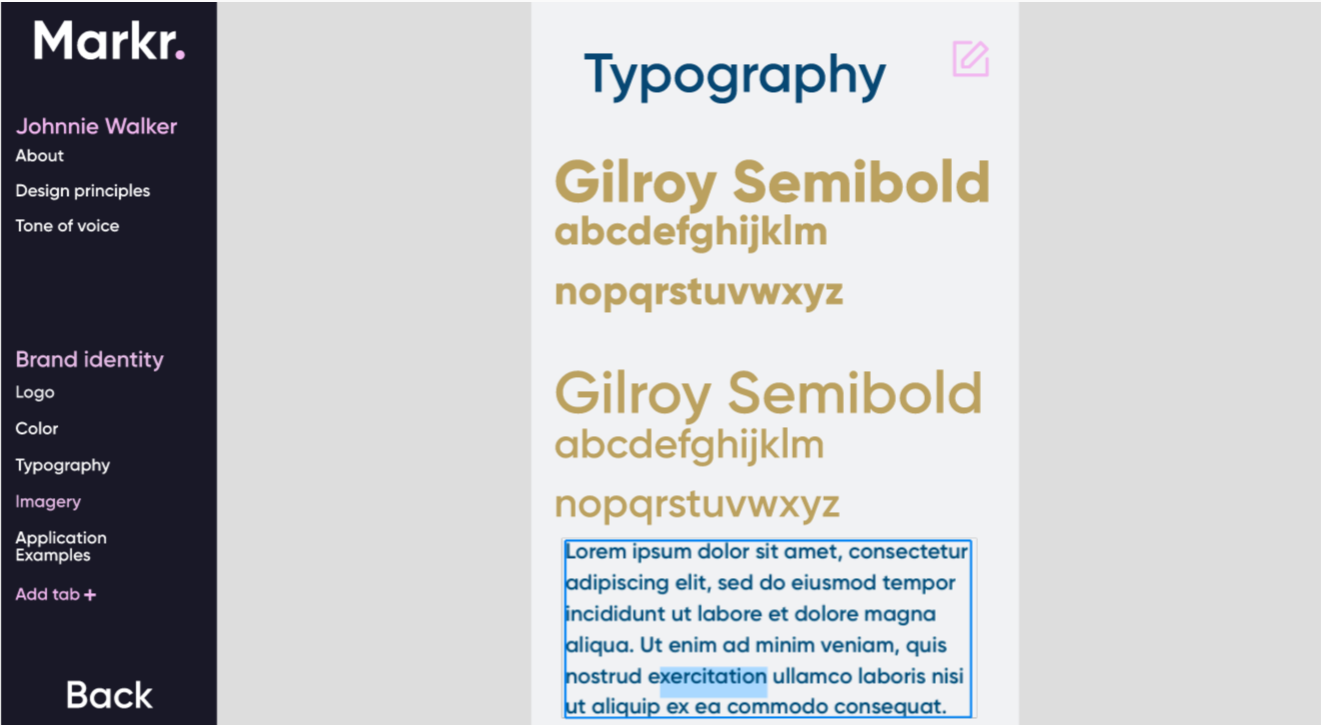 Markr.
Johnnie Walker
About
Design principles
Tone of voice
Brand identity
Logo
Color
Typography
Imagery
Application
Examples
Add tab +
Back
Typography
Gilroy Semibold
abcdefghijklm
nopqrstuvwxyz
Gilroy Semibold
abcdefghijklm
nopqrstuvwxyz
Lorem ipsum dolor sit amet, consectetur
adipiscing elit, sed do eiusmod tempor
incididunt ut labore et dolore magna
aliqua. Ut enim ad minim veniam, quis
nostrud exercitation ullamco laboris nisi
ut aliquip ex ea commodo consequat.